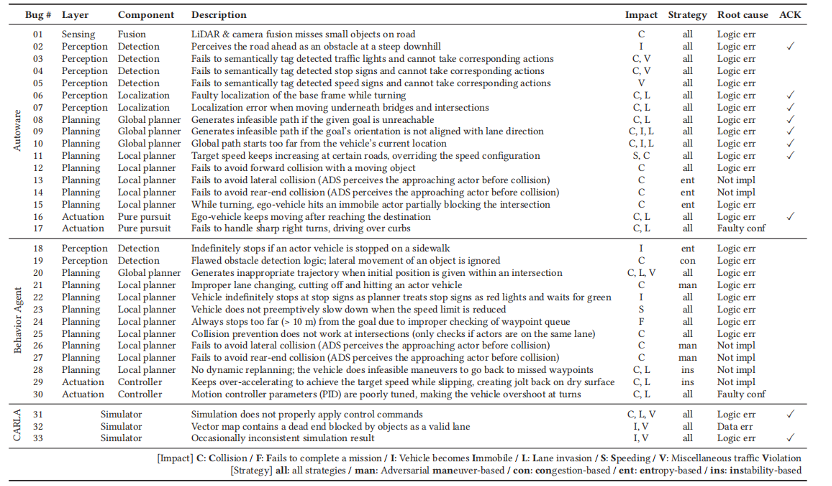 Bug # Layer Component Description Impact Strategy Root cause ACK
Autoware
01 Sensing Fusion LiDAR & camera fusion misses small objects on road C all Logic err
02 Perception Detection Perceives the road ahead as an obstacle at a steep downhill I all Logic err ✓
03 Perception Detection Fails to semantically tag detected traffic lights and cannot take corresponding actions C, V all Logic err
04 Perception Detection Fails to semantically tag detected stop signs and cannot take corresponding actions C, V all Logic err
05 Perception Detection Fails to semantically tag detected speed signs and cannot take corresponding actions V all Logic err
06 Perception Localization Faulty localization of the base frame while turning C, L all Logic err ✓
07 Perception Localization Localization error when moving underneath bridges and intersections C, L all Logic err ✓
08 Planning Global planner Generates infeasible path if the given goal is unreachable C, L all Logic err ✓
09 Planning Global planner Generates infeasible path if the goal's orientation is not aligned with lane direction C, I, L all Logic err ✓
10 Planning Global planner Global path starts too far from the vehicle's current location C, I, L all Logic err ✓
11 Planning Local planner Target speed keeps increasing at certain roads, overriding the speed configuration S, C all Logic err ✓
12 Planning Local planner Fails to avoid forward collision with a moving object C all Logic err
13 Planning Local planner Fails to avoid lateral collision (ADS perceives the approaching actor before collision) C ent Not impl
14 Planning Local planner Fails to avoid rear-end collision (ADS perceives the approaching actor before collision) C ent Not impl
15 Planning Local planner While turning, ego-vehicle hits an immobile actor partially blocking the intersection C ent Logic err
16 Actuation Pure pursuit Ego-vehicle keeps moving after reaching the destination C, L all Logic err ✓
17 Actuation Pure pursuit Fails to handle sharp right turns, driving over curbs C, L all Faulty conf
Behavior Agent
18 Perception Detection Indefinitely stops if an actor vehicle is stopped on a sidewalk I ent Logic err
19 Perception Detection Flawed obstacle detection logic; lateral movement of an object is ignored C con Logic err
20 Planning Global planner Generates inappropriate trajectory when initial position is given within an intersection C, L, V all Logic err
21 Planning Local planner Improper lane changing, cutting off and hitting an actor vehicle C man Logic err
22 Planning Local planner Vehicle indefinitely stops at stop signs as planner treats stop signs as red lights and waits for green I all Logic err
23 Planning Local planner Vehicle does not preemptively slow down when the speed limit is reduced S all Logic err
24 Planning Local planner Always stops too far (> 10 m) from the goal due to improper checking of waypoint queue F all Logic err
25 Planning Local planner Collision prevention does not work at intersections (only checks if actors are on the same lane) C all Logic err
26 Planning Local planner Fails to avoid lateral collision (ADS perceives the approaching actor before collision) C man Not impl
27 Planning Local planner Fails to avoid rear-end collision (ADS perceives the approaching actor before collision) C man Not impl
28 Planning Local planner No dynamic replanning; the vehicle does infeasible maneuvers to go back to missed waypoints C, L ins Not impl
29 Actuation Controller Keeps over-accelerating to achieve the target speed while slipping, creating jolt back on dry surface C, L ins Not impl
30 Actuation Controller Motion controller parameters (PID) are poorly tuned, making the vehicle overshoot at turns C, L all Faulty conf
CARLA
31 Simulator Simulation does not properly apply control commands C, L, V all Logic err ✓
32 Simulator Vector map contains a dead end blocked by objects as a valid lane I, V all Data err
33 Simulator Occasionally inconsistent simulation result I, V all Logic err ✓
[Impact] C: Collision / F: Fails to complete a mission / I: Vehicle becomes Immobile / L: Lane invasion / S: Speeding / V: Miscellaneous traffic Violation
[Strategy] all: all strategies / man: Adversarial maneuver-based / con: congestion-based / ent: entropy-based / ins: instability-based